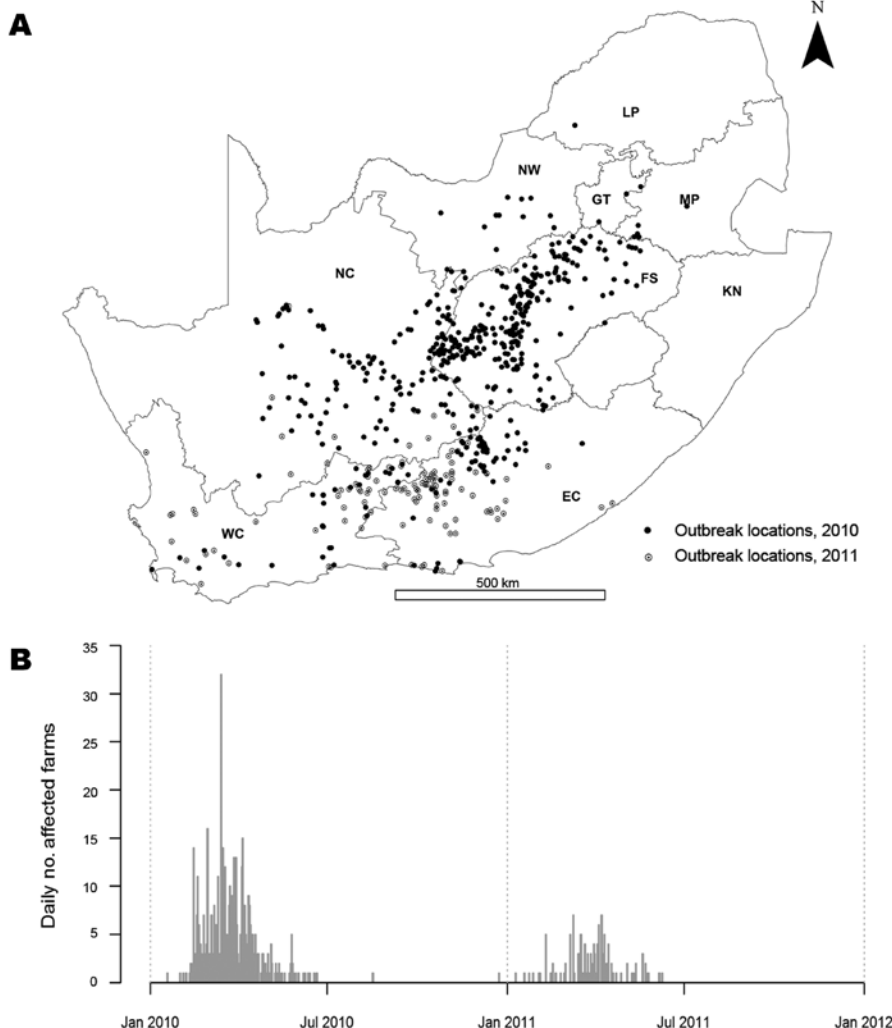 A
N
LP
NW
GT
MP
NC
FS
KN
EC
WC
Outbreak locations, 2010
Outbreak locations, 2011
500 km
B
Daily no. affected farms
35
30
25
20
15
10
5
0
Jan 2010
Jul 2010
Jan 2011
Jul 2011
Jan 2012